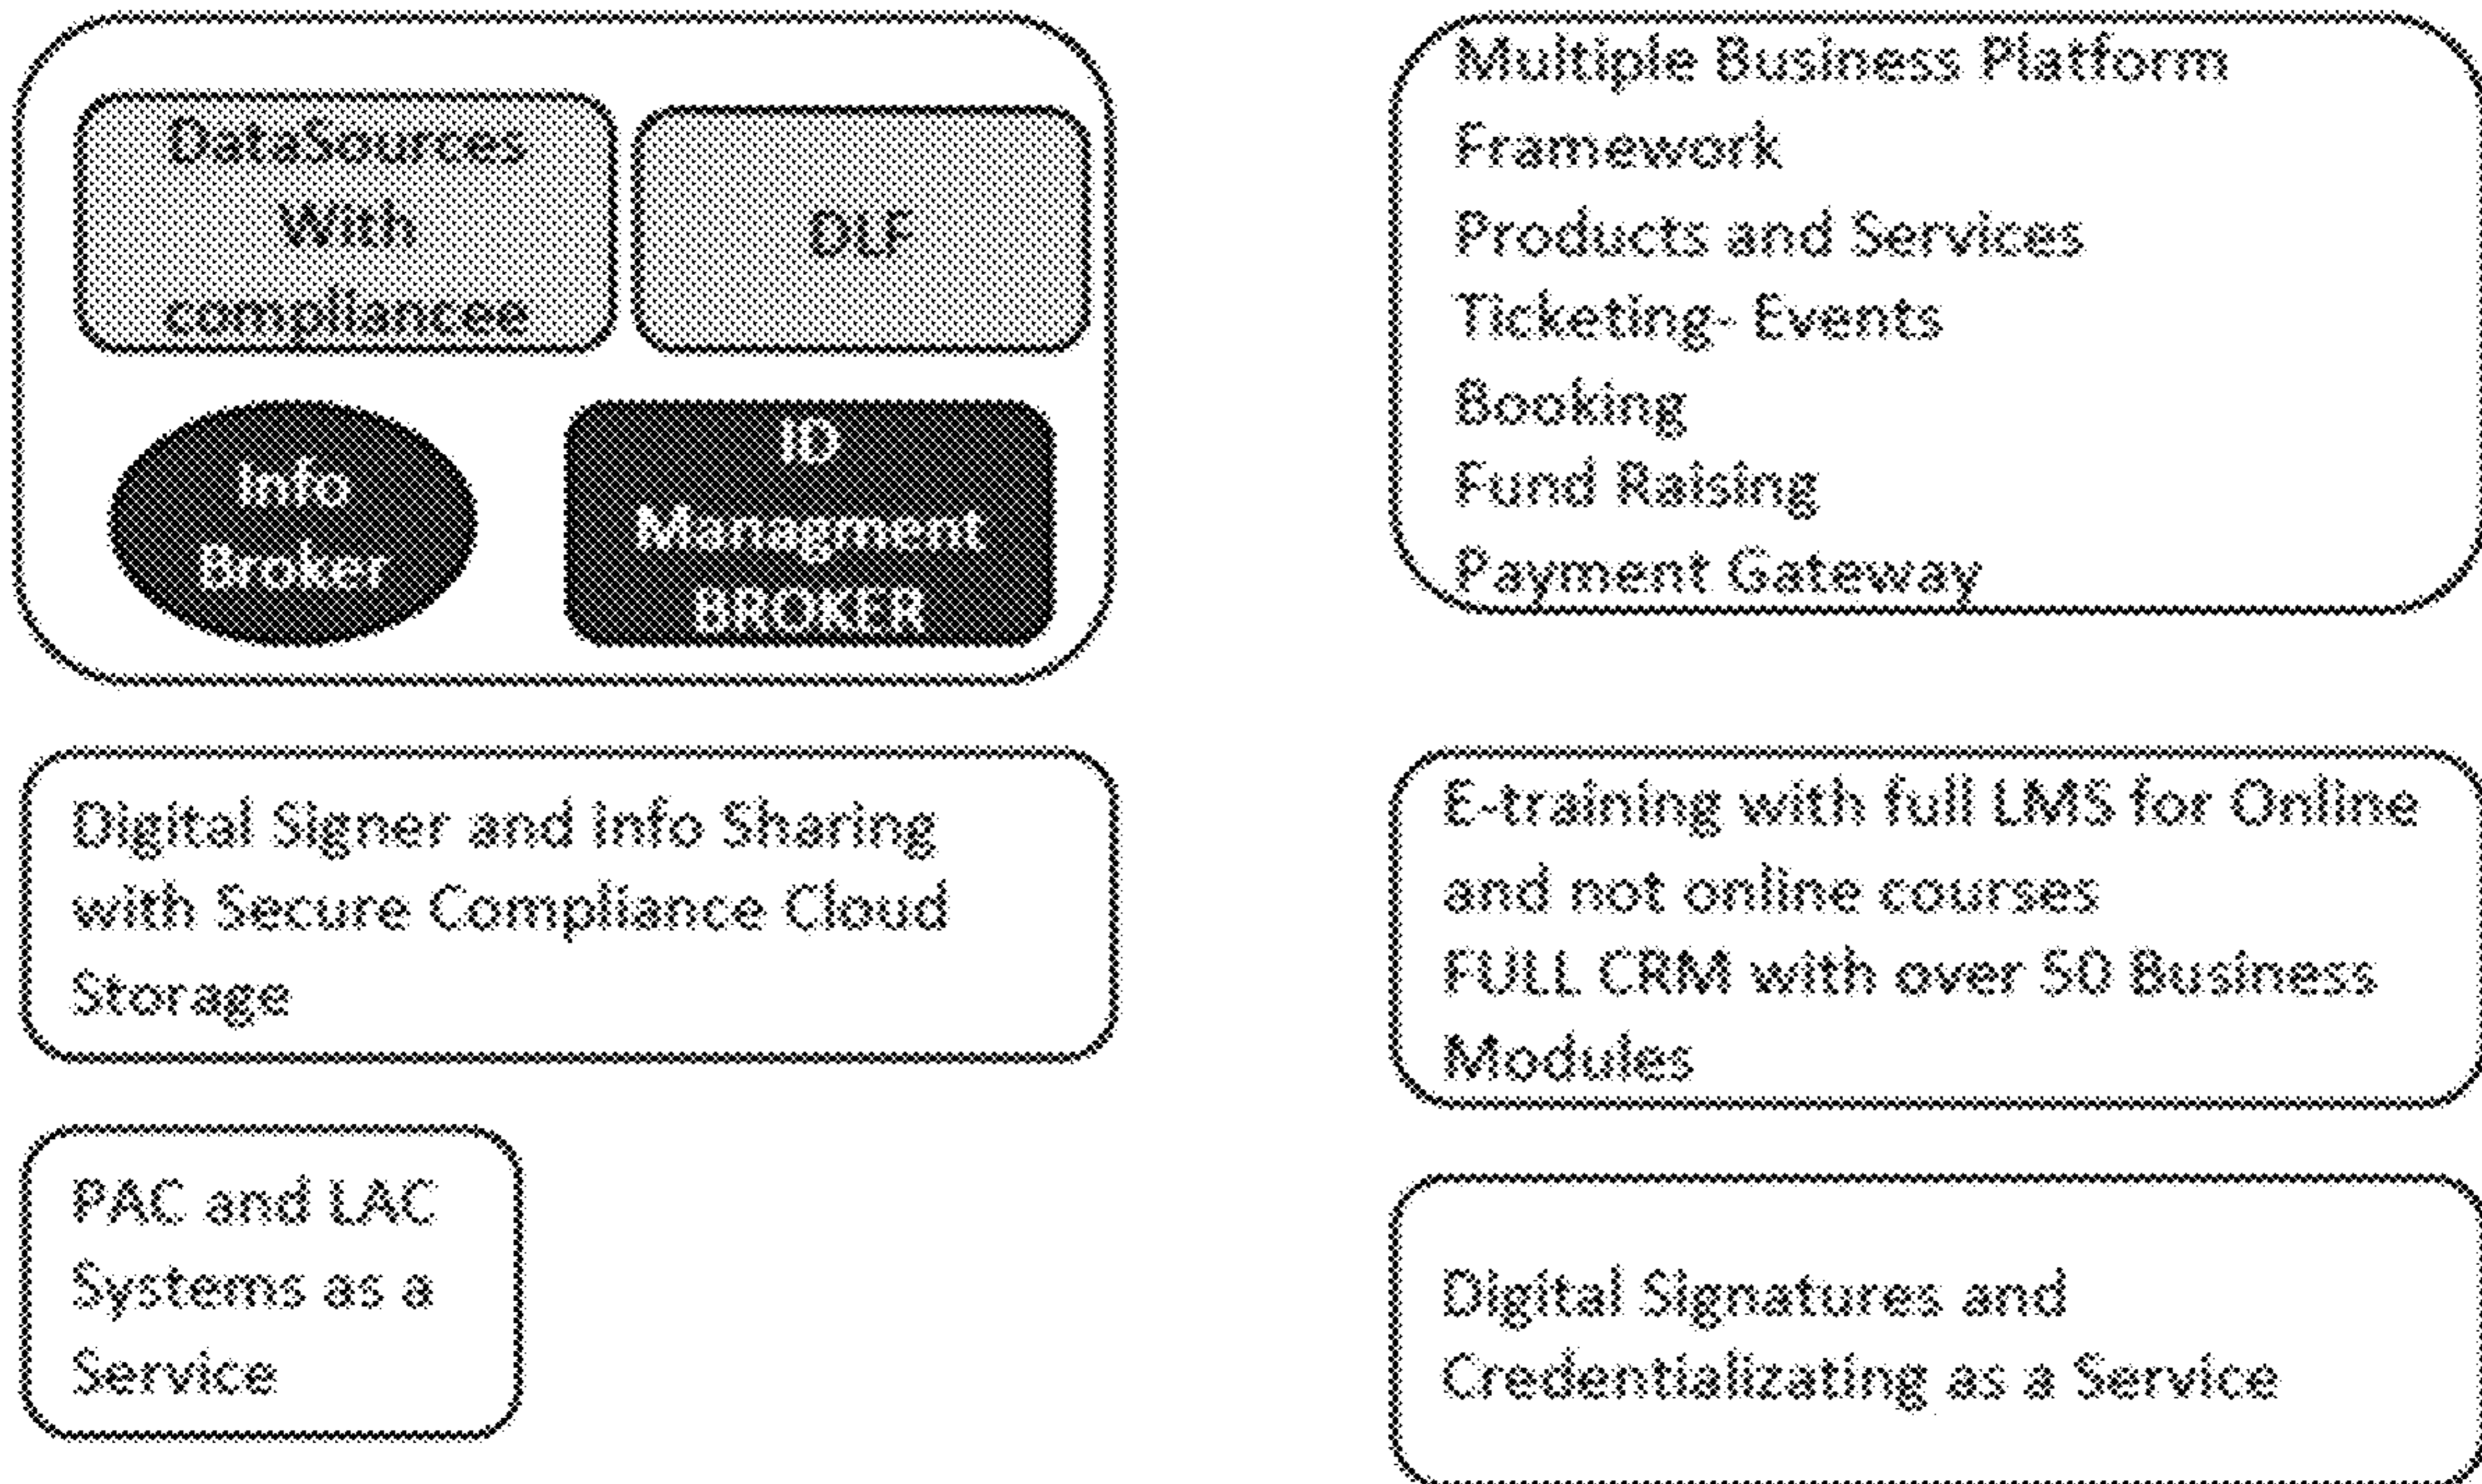 DataSources
With
compliancee
DLF
Info
Broker
ID
Managment
BROKER
Multiple Business Platform
Framework
Products and Services
Ticketing- Events
Booking
Fund Raising
Payment Gateway
Digital Signer and Info Sharing
with Secure Compliance Cloud
Storage
E-training with full LMS for Online
and not online courses
FULL CRM with over 50 Business
Modules
PAC and LAC
Systems as a
Service
Digital Signatures and
Credentializating as a Service